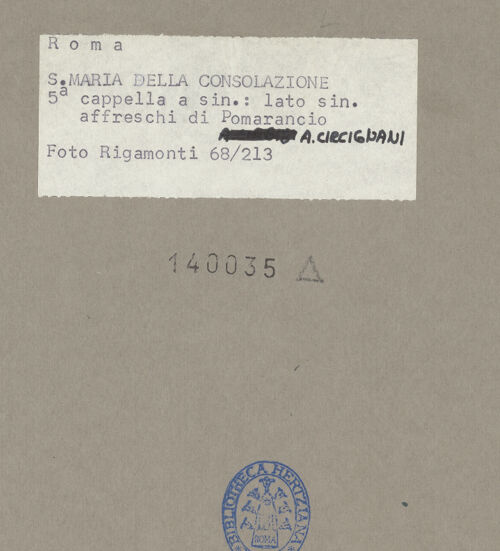 Roma
S.MARIA DELLA CONSOLAZIONE
5ª cappella a sin.: lato sin.
affreschi di Pomarancio
A.CIRCIGNANI
Foto Rigamonti 68/213
140035
BIBLIOTHECA HERTZIANA
ROMA